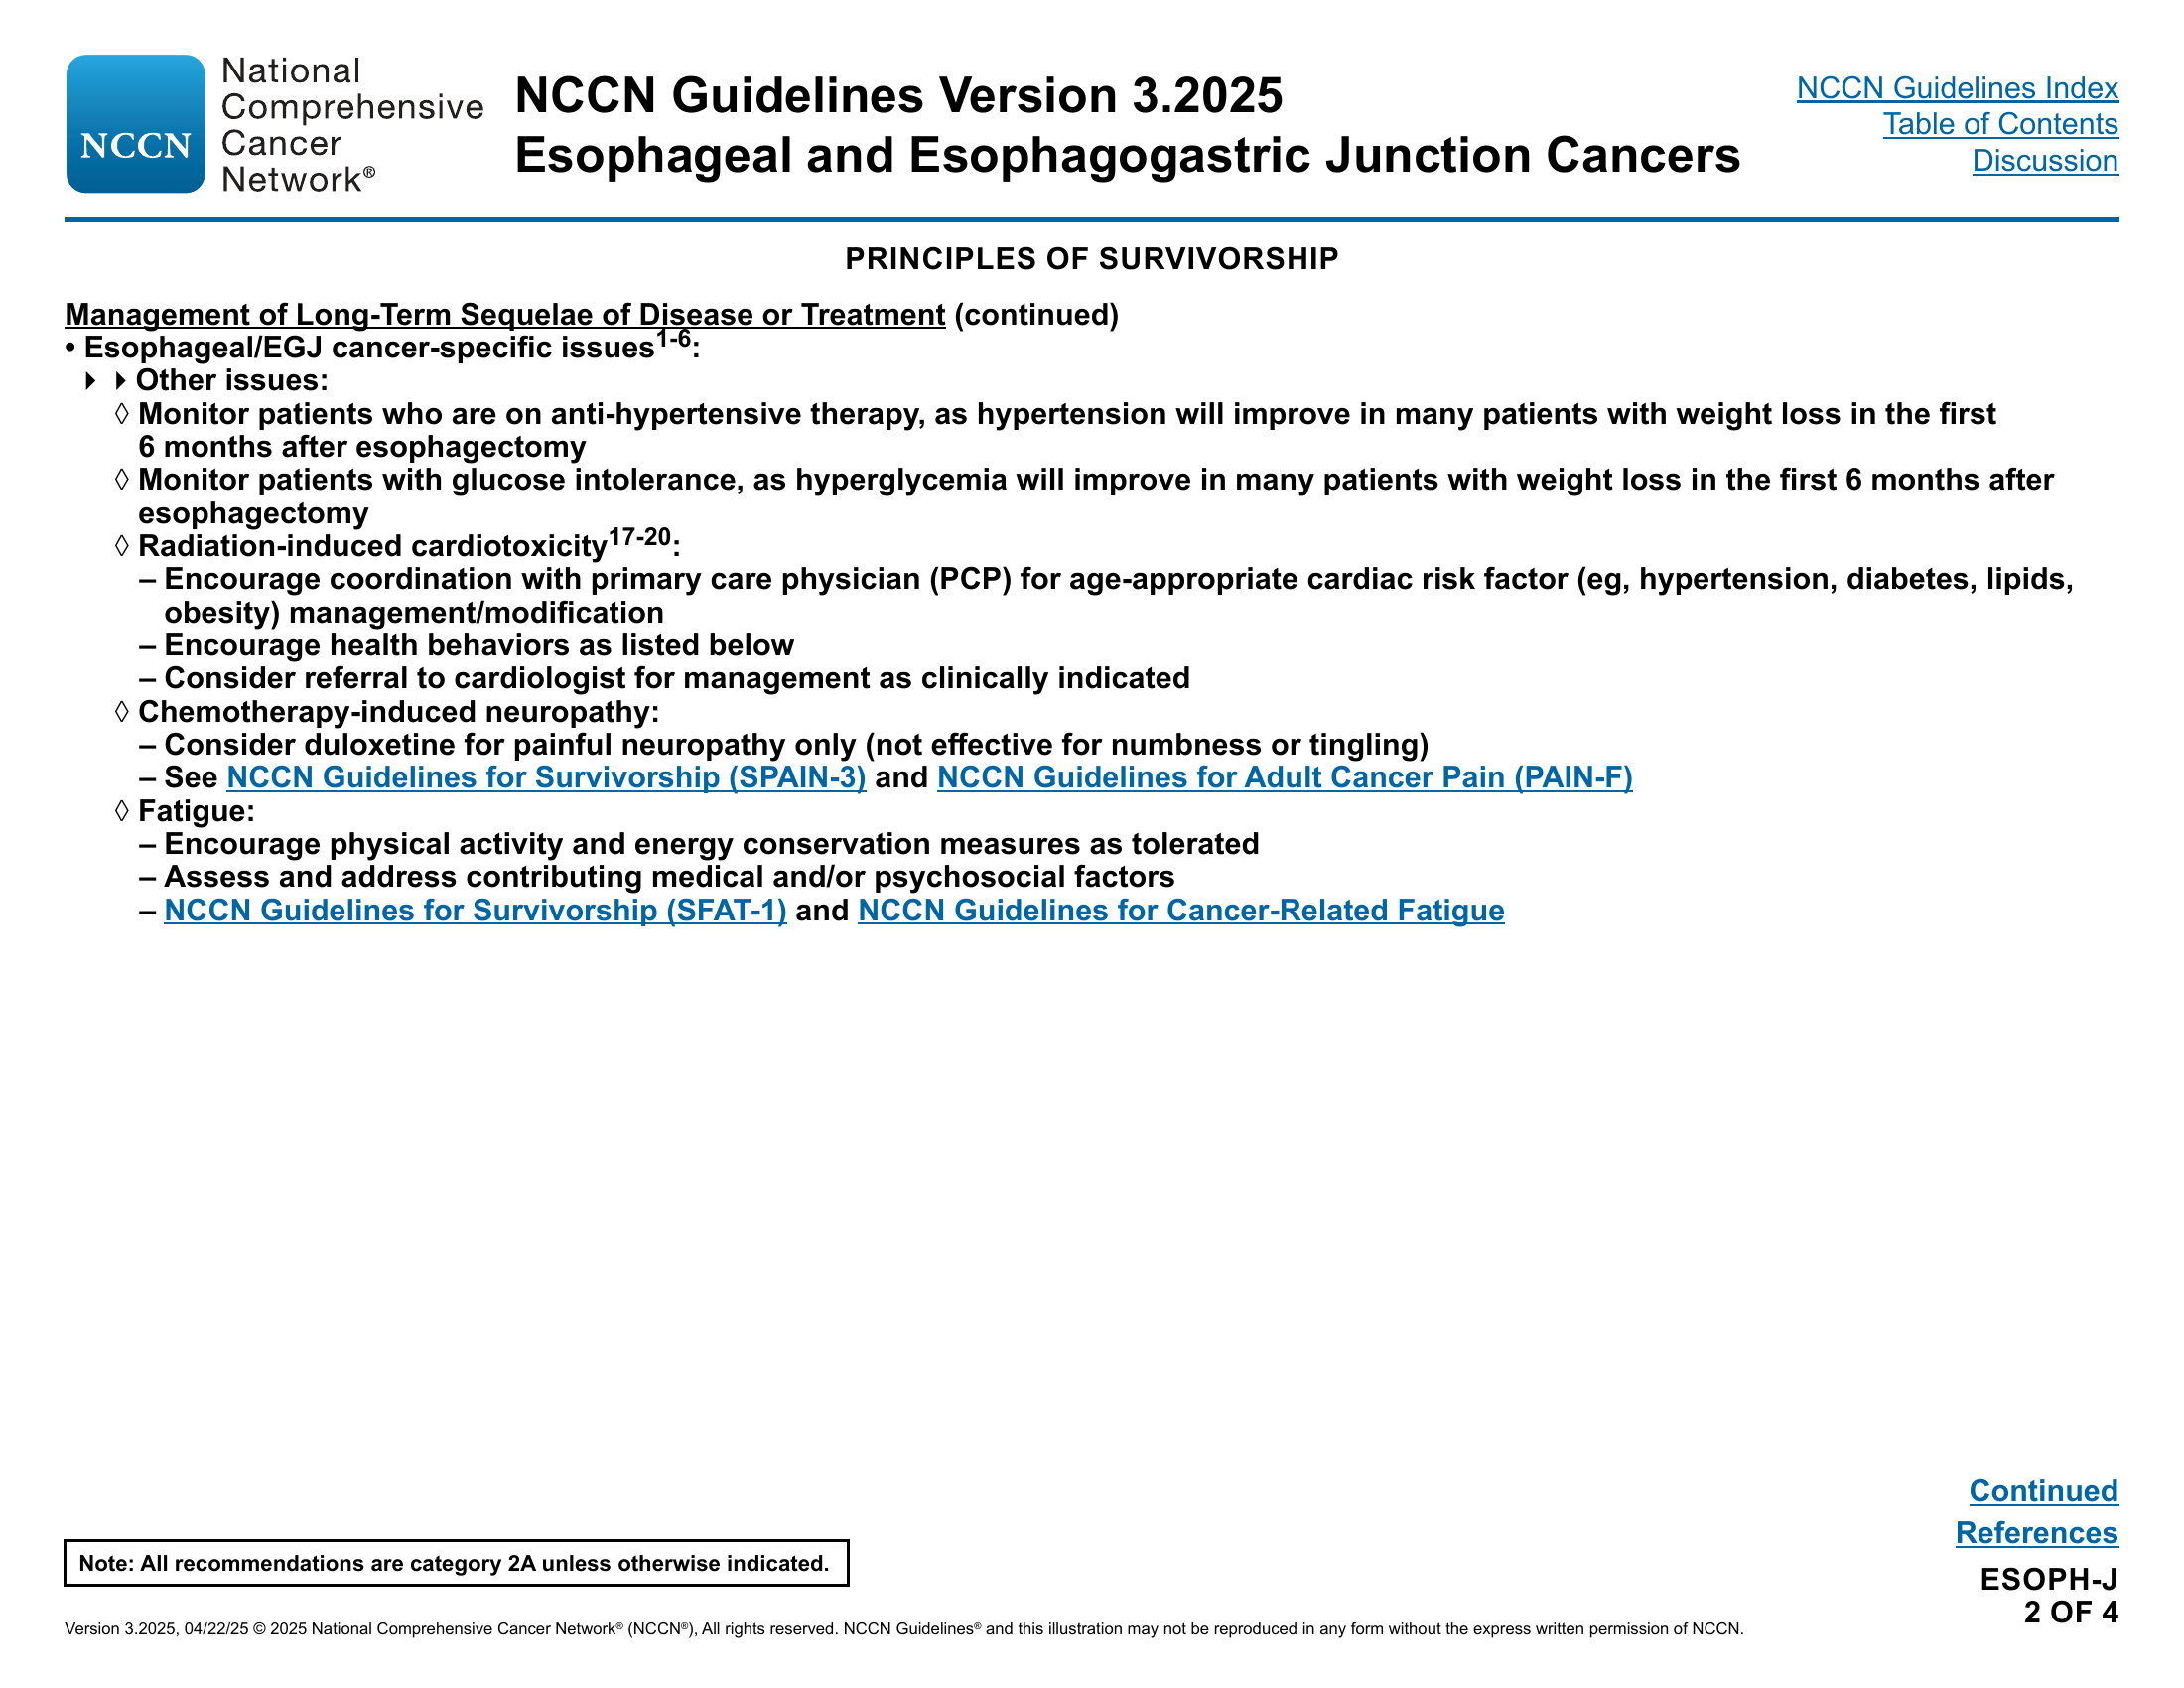 National
Comprehensive
NCCN Cancer
Network®
NCCN Guidelines Version 3.2025
Esophageal and Esophagogastric Junction Cancers
NCCN Guidelines Index
Table of Contents
Discussion
PRINCIPLES OF SURVIVORSHIP
Management of Long-Term Sequelae of Disease or Treatment (continued)
• Esophageal/EGJ cancer-specific issues1-6:
▸ ▸ Other issues:
◊ Monitor patients who are on anti-hypertensive therapy, as hypertension will improve in many patients with weight loss in the first
6 months after esophagectomy
◊ Monitor patients with glucose intolerance, as hyperglycemia will improve in many patients with weight loss in the first 6 months after
esophagectomy
◊ Radiation-induced cardiotoxicity17-20:
– Encourage coordination with primary care physician (PCP) for age-appropriate cardiac risk factor (eg, hypertension, diabetes, lipids,
obesity) management/modification
– Encourage health behaviors as listed below
– Consider referral to cardiologist for management as clinically indicated
◊ Chemotherapy-induced neuropathy:
– Consider duloxetine for painful neuropathy only (not effective for numbness or tingling)
– See NCCN Guidelines for Survivorship (SPAIN-3) and NCCN Guidelines for Adult Cancer Pain (PAIN-F)
◊ Fatigue:
– Encourage physical activity and energy conservation measures as tolerated
– Assess and address contributing medical and/or psychosocial factors
– NCCN Guidelines for Survivorship (SFAT-1) and NCCN Guidelines for Cancer-Related Fatigue
Continued
References
Note: All recommendations are category 2A unless otherwise indicated.
ESOPH-J
2 OF 4
Version 3.2025, 04/22/25 © 2025 National Comprehensive Cancer Network® (NCCN®), All rights reserved. NCCN Guidelines® and this illustration may not be reproduced in any form without the express written permission of NCCN.